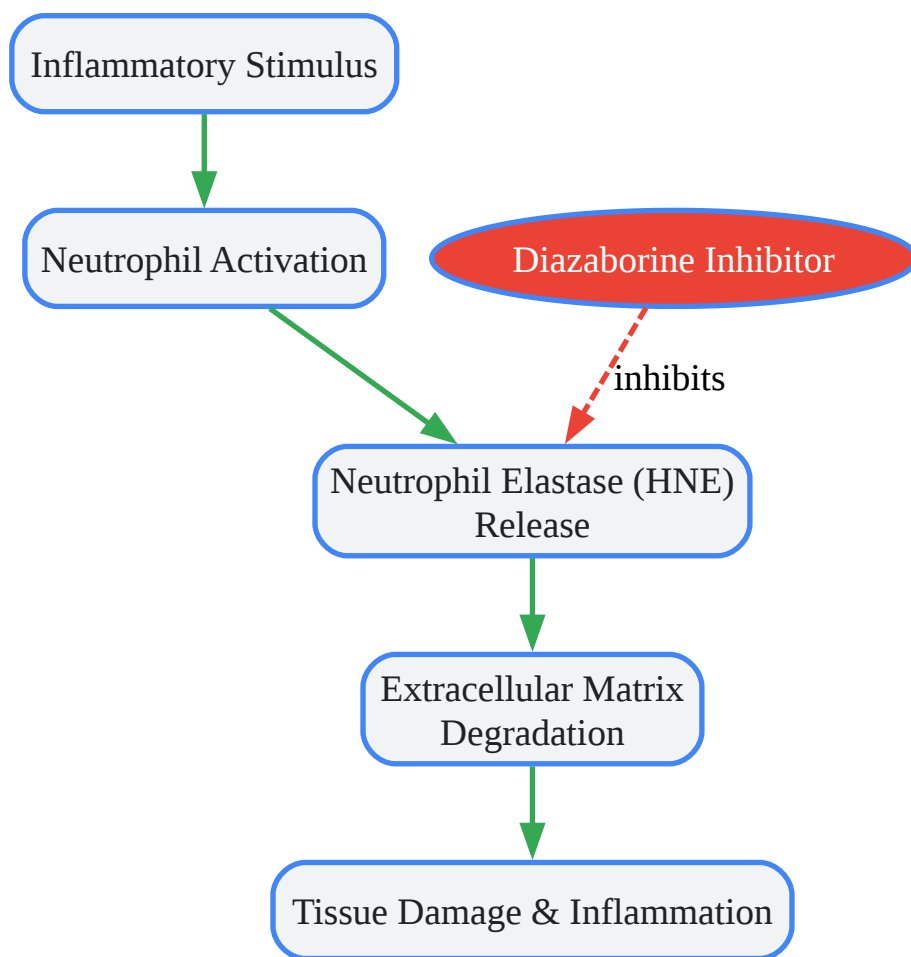 Inflammatory Stimulus
Neutrophil Activation
Diazaborine Inhibitor
inhibits
Neutrophil Elastase (HNE)
Release
Extracellular Matrix
Degradation
Tissue Damage & Inflammation